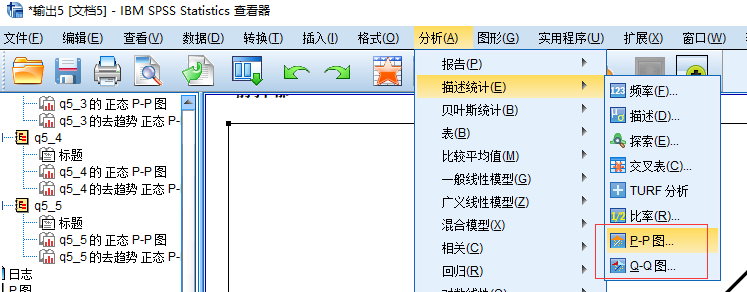 *输出5 [文档5] - IBM SPSS Statistics 查看器
文件(F) 编辑(E) 查看(V) 数据(D) 转换(T) 插入(I) 格式(O) 分析(A) 图形(G) 实用程序(U) 扩展(X) 窗口(W)
q5_3 的 正态 P-P 图
q5_3 的去趋势 正态 P-
q5_4
标题
q5_4 的 正态 P-P 图
q5_4 的去趋势 正态 P-
q5_5
标题
q5_5 的 正态 P-P 图
q5_5 的去趋势 正态 P-
日志
P 图
报告(P)
描述统计(E)
贝叶斯统计(B)
表(B)
比较平均值(M)
一般线性模型(G)
广义线性模型(Z)
混合模型(X)
相关(C)
回归(R)
对数线性(O)
频率(F)...
描述(D)...
探索(E)...
交叉表(C)...
TURF 分析
比率(R)...
P-P 图...
Q-Q 图...